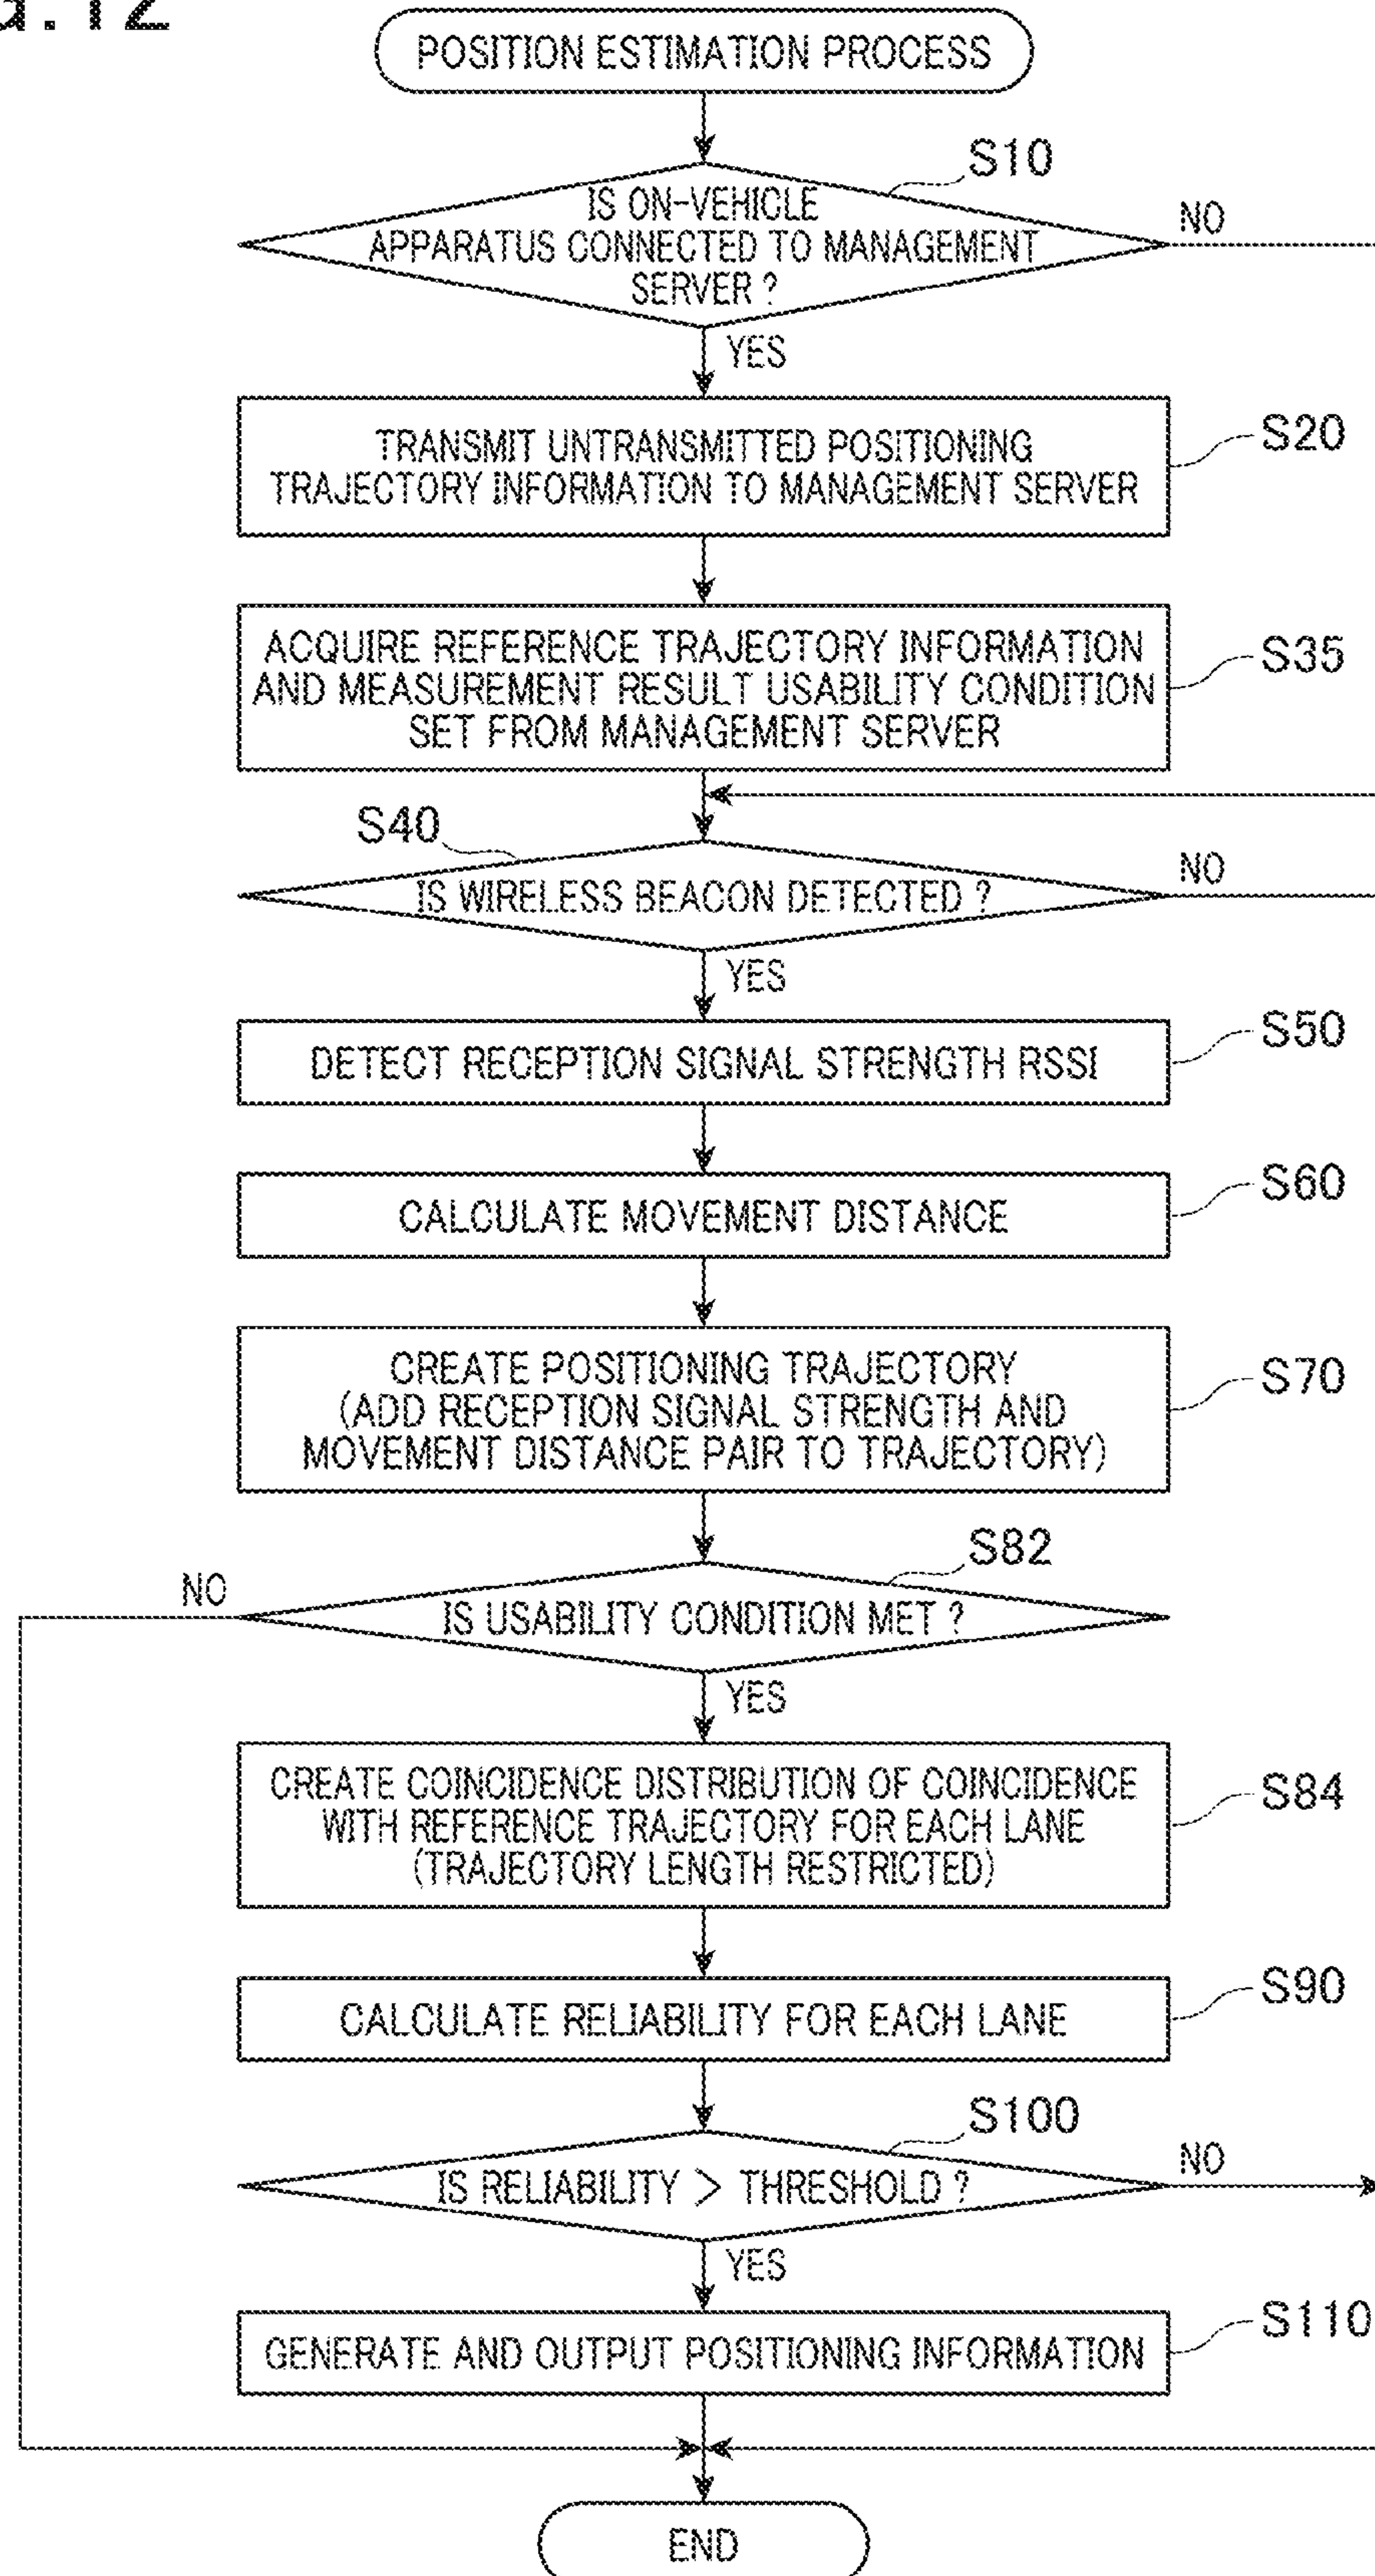 g.12
POSITION ESTIMATION PROCESS
S10
IS ON-VEHICLE
APPARATUS CONNECTED TO MANAGEMENT
SERVER ?
NO
YES
TRANSMIT UNTRANSMITTED POSITIONING
TRAJECTORY INFORMATION TO MANAGEMENT SERVER
S20
ACQUIRE REFERENCE TRAJECTORY INFORMATION
AND MEASUREMENT RESULT USABILITY CONDITION
SET FROM MANAGEMENT SERVER
S35
S40
IS WIRELESS BEACON DETECTED ?
NO
YES
DETECT RECEPTION SIGNAL STRENGTH RSSI
S50
CALCULATE MOVEMENT DISTANCE
S60
CREATE POSITIONING TRAJECTORY
(ADD RECEPTION SIGNAL STRENGTH AND
MOVEMENT DISTANCE PAIR TO TRAJECTORY)
S70
S82
NO
IS USABILITY CONDITION MET ?
YES
CREATE COINCIDENCE DISTRIBUTION OF COINCIDENCE
WITH REFERENCE TRAJECTORY FOR EACH LANE
(TRAJECTORY LENGTH RESTRICTED)
S84
CALCULATE RELIABILITY FOR EACH LANE
S90
S100
IS RELIABILITY > THRESHOLD ?
NO
YES
GENERATE AND OUTPUT POSITIONING INFORMATION
S110
END